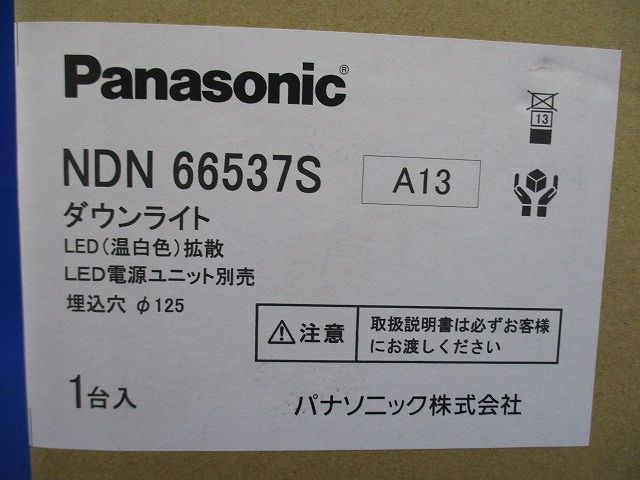 Panasonic®
NDN 66537S
A13
13
ダウンライト
LED(温白色)拡散
LED電源ユニット別売
埋込穴 φ125
注意
取扱説明書は必ずお客様
にお渡しください
1台入
パナソニック株式会社